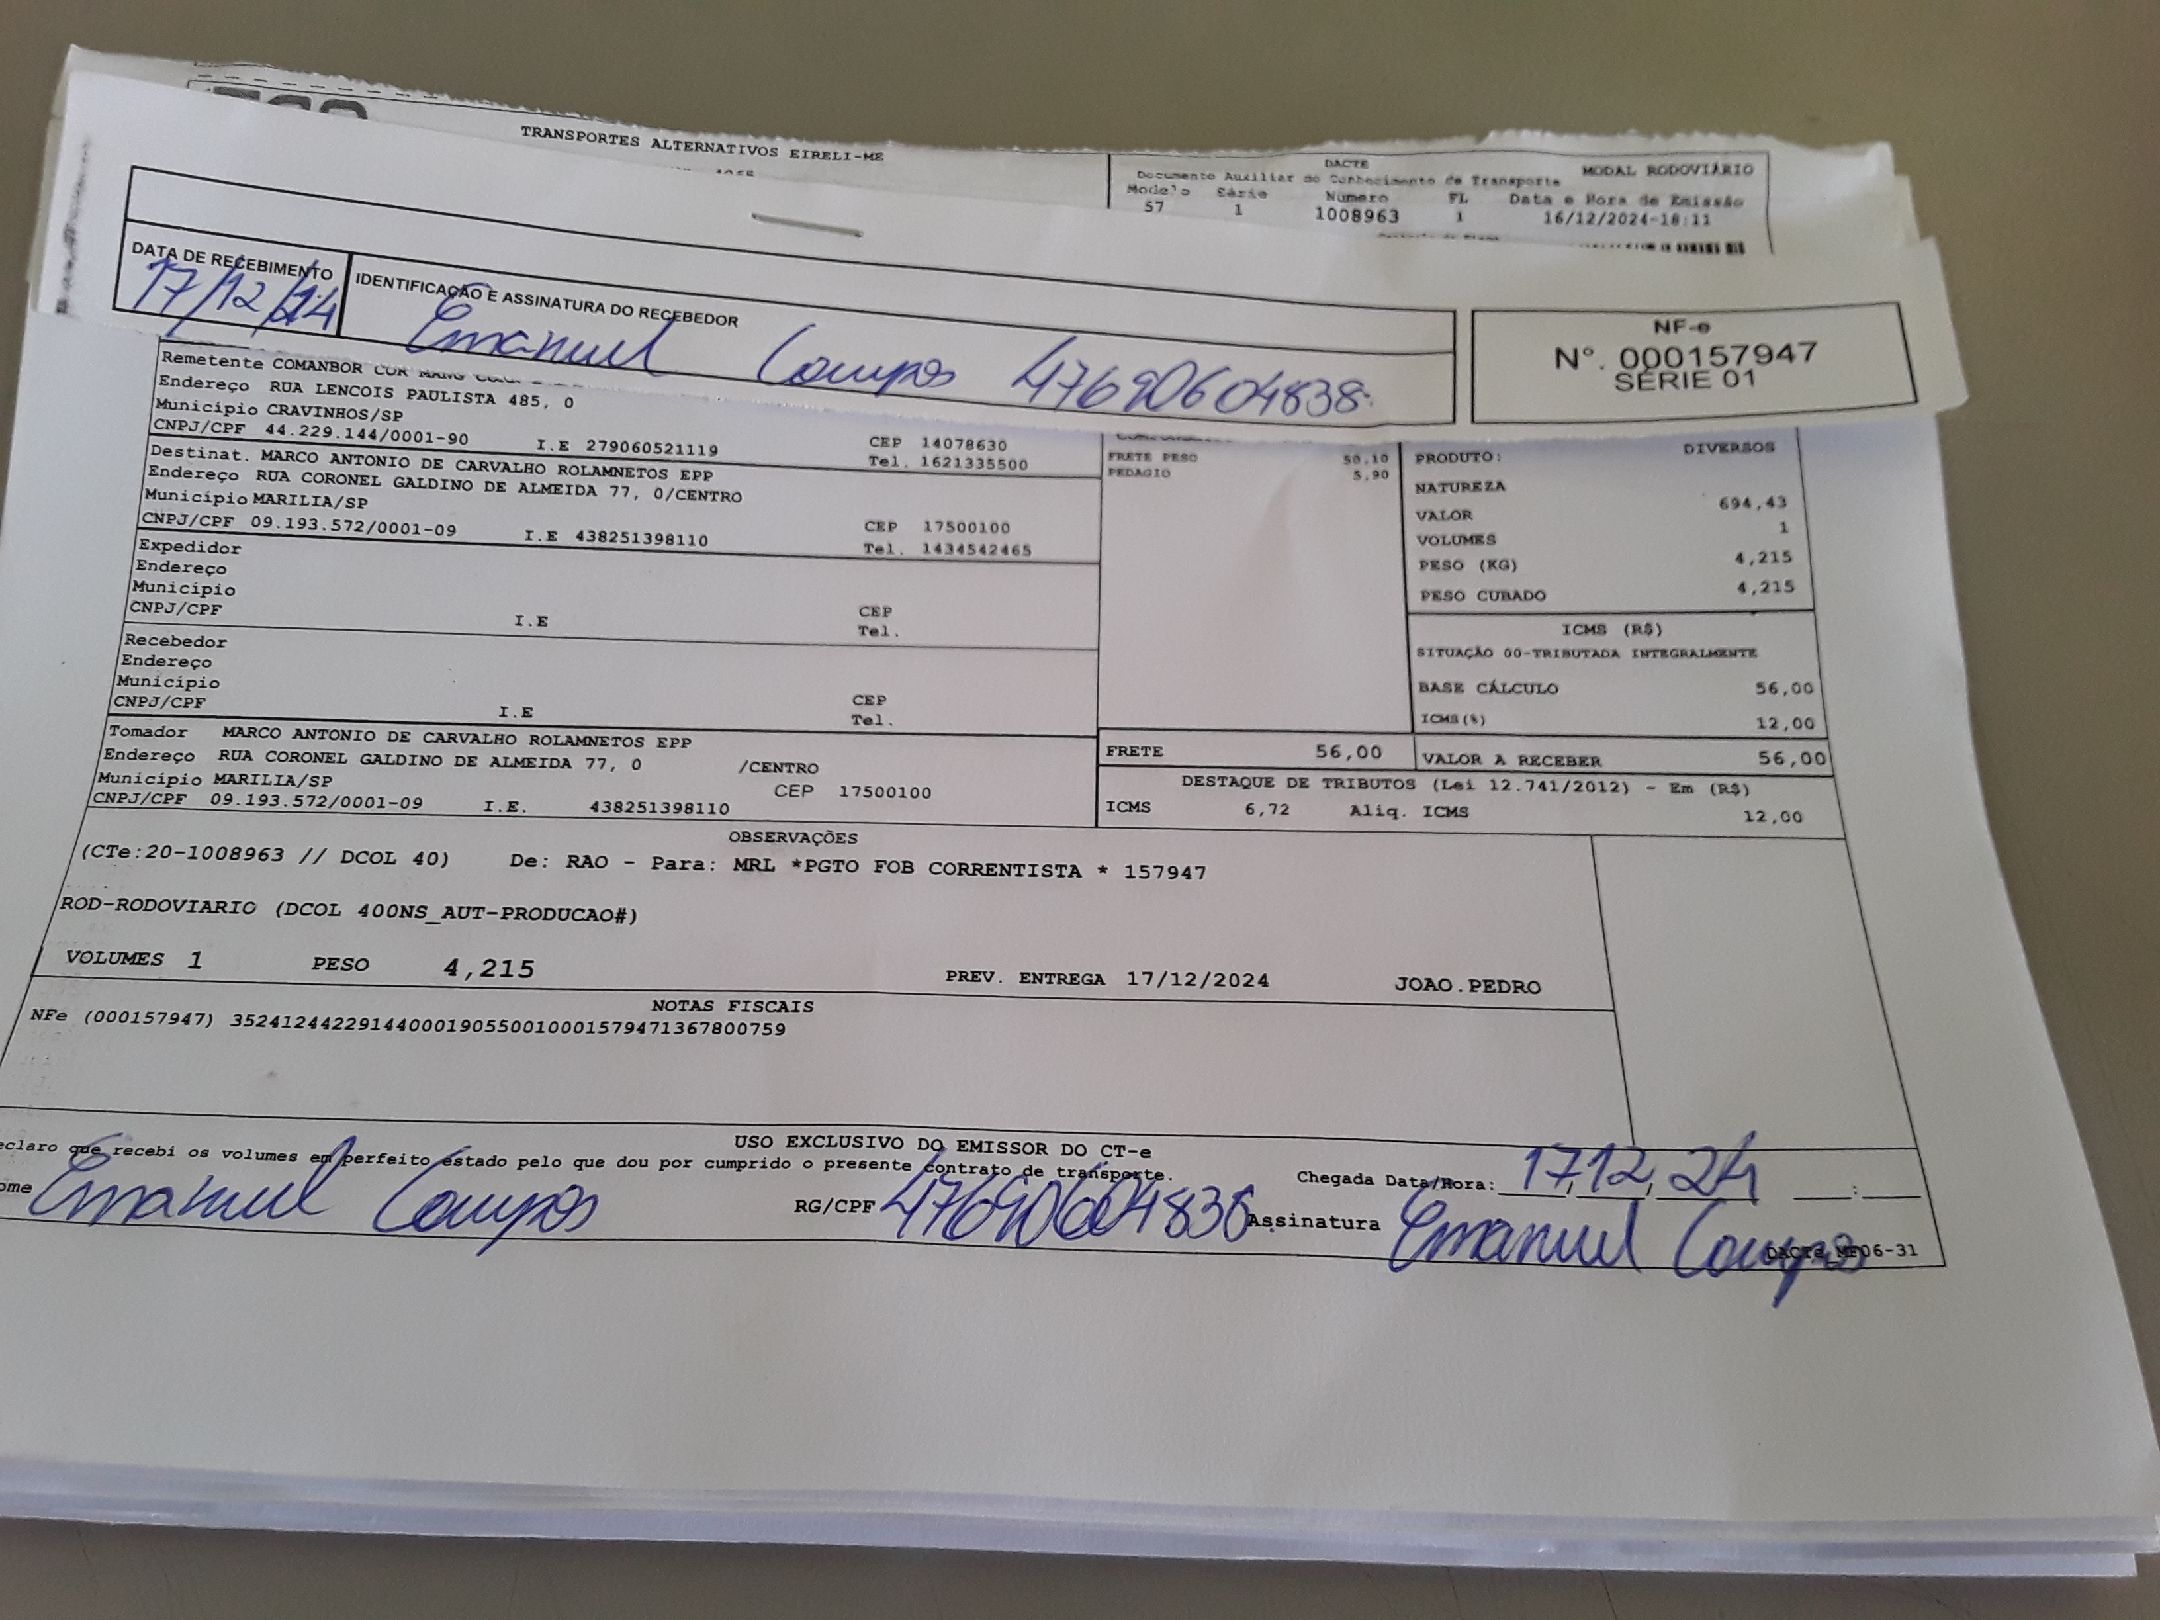 TRANSPORTES ALTERNATIVOS EIRELI-ME
DACTE
MODAL RODOVIÁRIO
Documento Auxiliar do Conhecimento de Transporte
Modelo Série Número FL Data e Hora de Emissão
57 1 1008963 1 16/12/2024-18:11
DATA DE RECEBIMENTO
17/12/24
IDENTIFICAÇÃO E ASSINATURA DO RECEBEDOR
Emanuel Campos 47690604838
NF-e
Nº. 000157947
SÉRIE 01
Remetente COMANBOR COR MANG
Endereço RUA LENCOIS PAULISTA 485, 0
Município CRAVINHOS/SP
CNPJ/CPF 44.229.144/0001-90 I.E 279060521119
CEP 14078630
Tel. 1621335500
Destinat. MARCO ANTONIO DE CARVALHO ROLAMNETOS EPP
Endereço RUA CORONEL GALDINO DE ALMEIDA 77, 0/CENTRO
Município MARILIA/SP
CNPJ/CPF 09.193.572/0001-09 I.E 438251398110
CEP 17500100
Tel. 1434542465
Expedidor
Endereço
Município
CNPJ/CPF I.E
CEP
Tel.
Recebedor
Endereço
Município
CNPJ/CPF I.E
CEP
Tel.
Tomador MARCO ANTONIO DE CARVALHO ROLAMNETOS EPP
Endereço RUA CORONEL GALDINO DE ALMEIDA 77, 0 /CENTRO
Município MARILIA/SP CEP 17500100
CNPJ/CPF 09.193.572/0001-09 I.E. 438251398110
FRETE PESO 50,10
PEDAGIO 5,90
FRETE 56,00
PRODUTO: DIVERSOS
NATUREZA
VALOR 694,43
VOLUMES 1
PESO (KG) 4,215
PESO CUBADO 4,215
ICMS (R$)
SITUAÇÃO 00-TRIBUTADA INTEGRALMENTE
BASE CÁLCULO 56,00
ICMS(%) 12,00
VALOR A RECEBER 56,00
DESTAQUE DE TRIBUTOS (Lei 12.741/2012) - Em (R$)
ICMS 6,72 Aliq. ICMS 12,00
OBSERVAÇÕES
(CTe:20-1008963 // DCOL 40) De: RAO - Para: MRL *PGTO FOB CORRENTISTA * 157947
ROD-RODOVIARIO (DCOL 400NS_AUT-PRODUCAO#)
VOLUMES 1 PESO 4,215 PREV. ENTREGA 17/12/2024 JOAO.PEDRO
NOTAS FISCAIS
NFe (000157947) 35241244229144000190550010001579471367800759
USO EXCLUSIVO DO EMISSOR DO CT-e
eclaro que recebi os volumes em perfeito estado pelo que dou por cumprido o presente contrato de transporte.
Chegada Data/Hora: 17,12,24 :
ome Emanuel Campos RG/CPF 47690604838 Assinatura Emanuel Campos
DACTe MF06-31